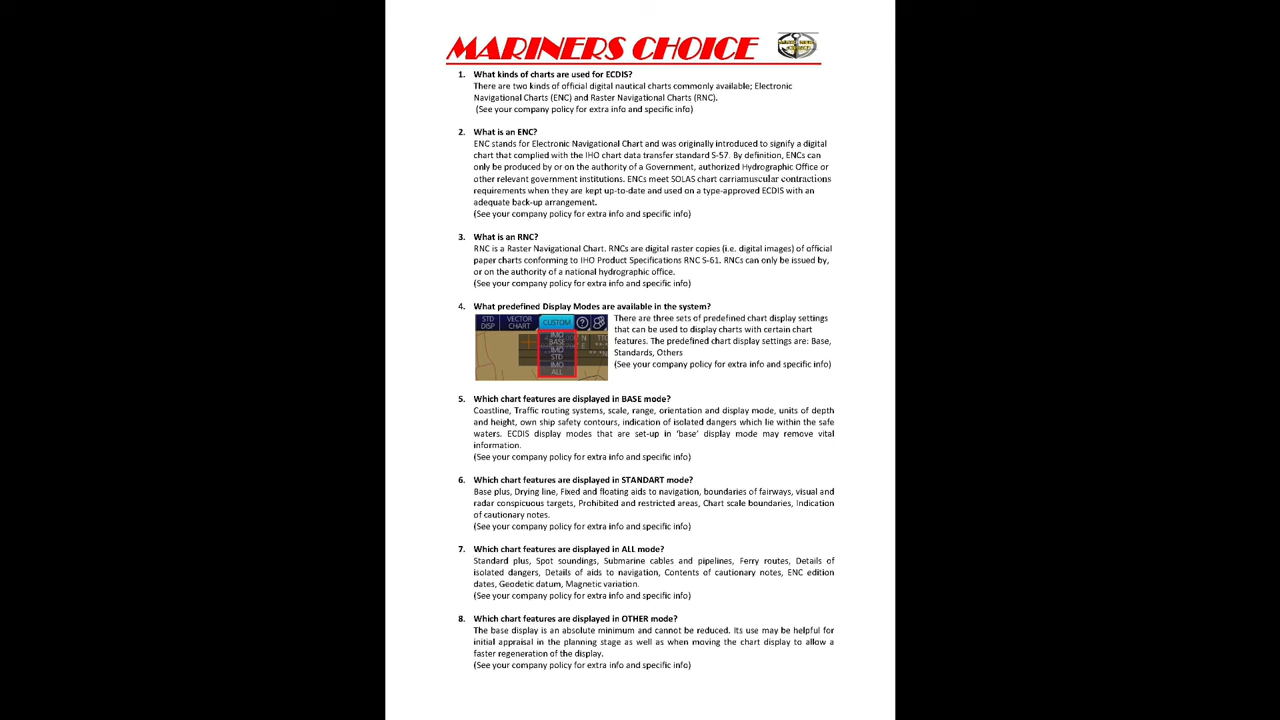 MARINERS CHOICE
1. What kinds of charts are used for ECDIS?
There are two kinds of official digital nautical charts commonly available; Electronic
Navigational Charts (ENC) and Raster Navigational Charts (RNC).
(See your company policy for extra info and specific info)
2. What is an ENC?
ENC stands for Electronic Navigational Chart and was originally introduced to signify a digital
chart that complied with the IHO chart data transfer standard S-57. By definition, ENCs can
only be produced by or on the authority of a Government, authorized Hydrographic Office or
other relevant government institutions. ENCs meet SOLAS chart carriamuscular contractions
requirements when they are kept up-to-date and used on a type-approved ECDIS with an
adequate back-up arrangement.
(See your company policy for extra info and specific info)
3. What is an RNC?
RNC is a Raster Navigational Chart. RNCs are digital raster copies (i.e. digital images) of official
paper charts conforming to IHO Product Specifications RNC S-61. RNCs can only be issued by,
or on the authority of a national hydrographic office.
(See your company policy for extra info and specific info)
4. What predefined Display Modes are available in the system?
STD DISP VECTOR CHART CUSTOM
IMO BASE
IMO STD
IMO ALL
There are three sets of predefined chart display settings
that can be used to display charts with certain chart
features. The predefined chart display settings are: Base,
Standards, Others
(See your company policy for extra info and specific info)
5. Which chart features are displayed in BASE mode?
Coastline, Traffic routing systems, scale, range, orientation and display mode, units of depth
and height, own ship safety contours, indication of isolated dangers which lie within the safe
waters. ECDIS display modes that are set-up in ‘base’ display mode may remove vital
information.
(See your company policy for extra info and specific info)
6. Which chart features are displayed in STANDART mode?
Base plus, Drying line, Fixed and floating aids to navigation, boundaries of fairways, visual and
radar conspicuous targets, Prohibited and restricted areas, Chart scale boundaries, Indication
of cautionary notes.
(See your company policy for extra info and specific info)
7. Which chart features are displayed in ALL mode?
Standard plus, Spot soundings, Submarine cables and pipelines, Ferry routes, Details of
isolated dangers, Details of aids to navigation, Contents of cautionary notes, ENC edition
dates, Geodetic datum, Magnetic variation.
(See your company policy for extra info and specific info)
8. Which chart features are displayed in OTHER mode?
The base display is an absolute minimum and cannot be reduced. Its use may be helpful for
initial appraisal in the planning stage as well as when moving the chart display to allow a
faster regeneration of the display.
(See your company policy for extra info and specific info)